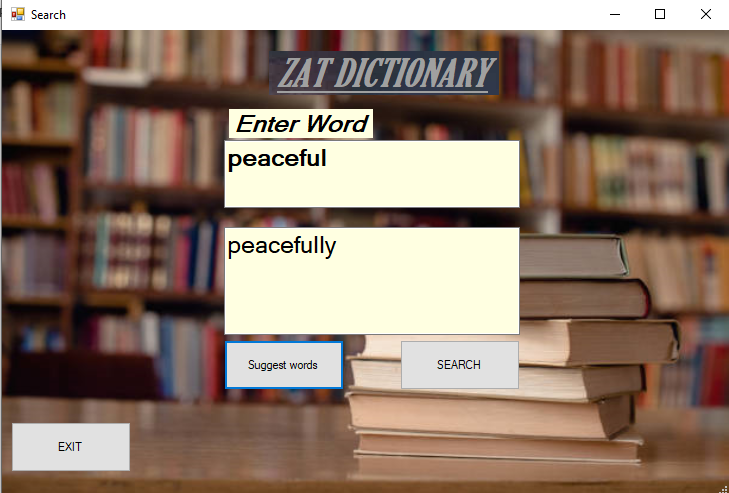 Search
ZAT DICTIONARY
Enter Word
peaceful
peacefully
Suggest words
SEARCH
EXIT